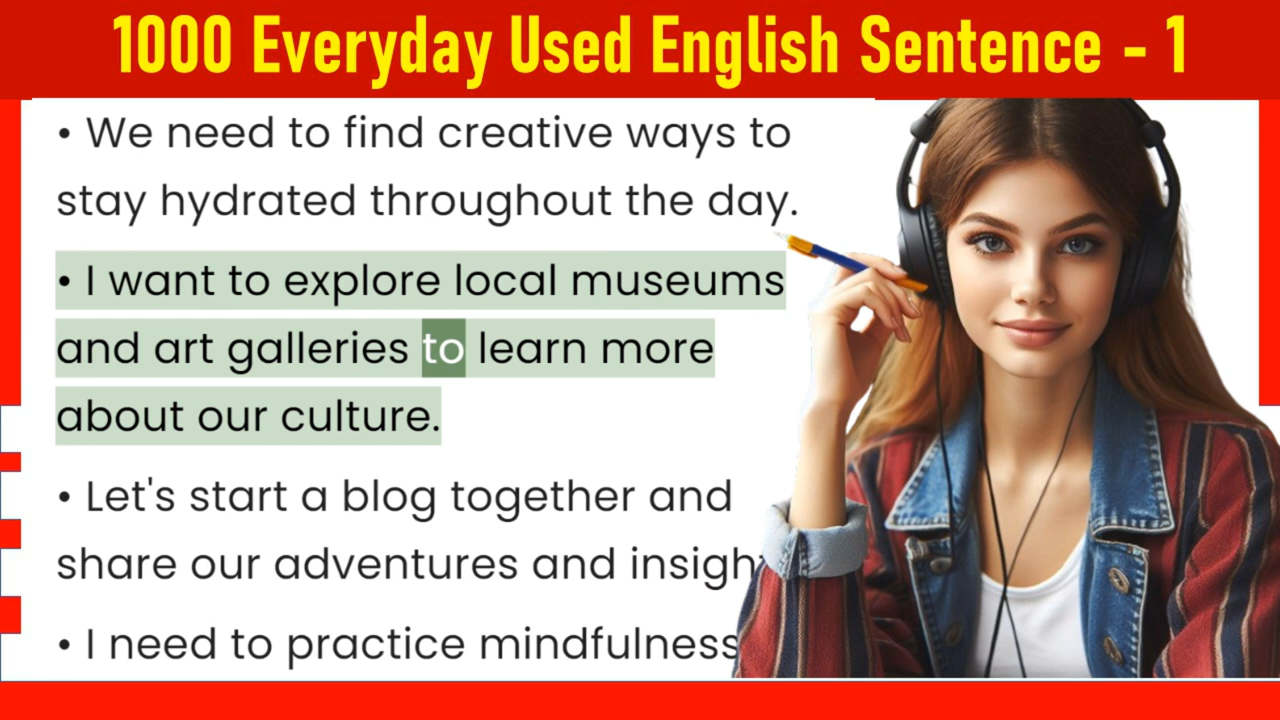 1000 Everyday Used English Sentence - 1
• We need to find creative ways to
stay hydrated throughout the day.
• I want to explore local museums
and art galleries to learn more
about our culture.
• Let's start a blog together and
share our adventures and
• I need to practice mindfulness